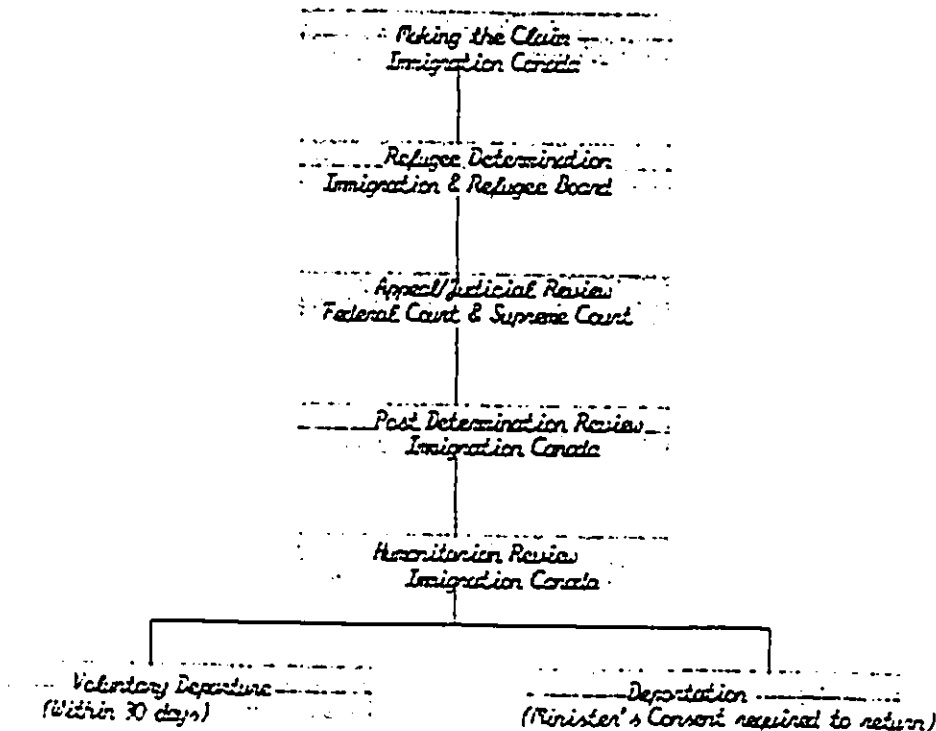 Making the Claim
Immigration Canada
Refugee Determination
Immigration & Refugee Board
Appeal/Judicial Review
Federal Court & Supreme Court
Post Determination Review
Immigration Canada
Humanitarian Review
Immigration Canada
Voluntary Departure
(Within 30 days)
Deportation
(Minister's Consent required to return)